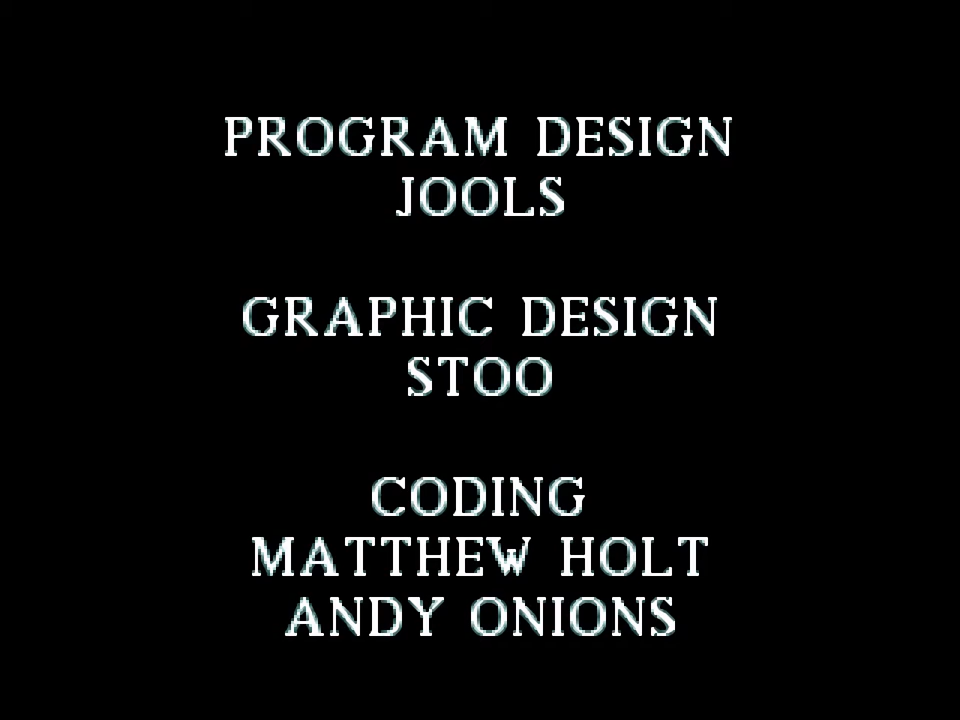 PROGRAM DESIGN
JOOLS
GRAPHIC DESIGN
STOO
CODING
MATTHEW HOLT
ANDY ONIONS